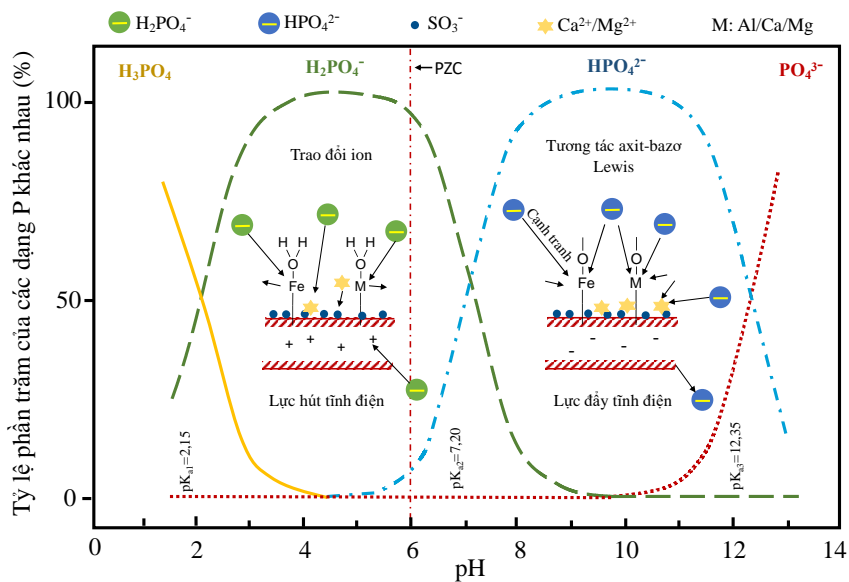 H₂PO₄⁻ HPO₄²⁻ SO₃⁻ Ca²⁺/Mg²⁺ M: Al/Ca/Mg
H₃PO₄ H₂PO₄⁻ HPO₄²⁻ PO₄³⁻
PZC
Tỷ lệ phần trăm của các dạng P khác nhau (%)
100
50
0
Trao đổi ion
Tương tác axit-bazơ
Lewis
Cạnh tranh
H H H H
O O
Fe M
+ + + +
O O
Fe M
- - - -
Lực hút tĩnh điện
Lực đẩy tĩnh điện
pKₐ₁=2,15
pKₐ₂=7,20
pKₐ₃=12,35
0 2 4 6 8 10 12 14
pH